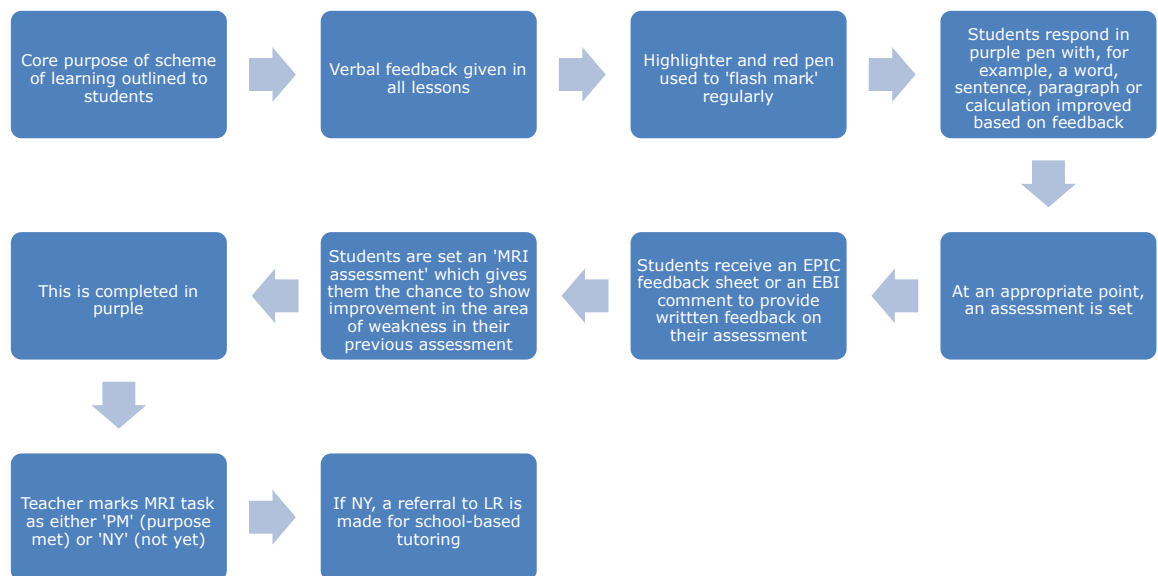 Core purpose of scheme
of learning outlined to
students
Verbal feedback given in
all lessons
Highlighter and red pen
used to 'flash mark'
regularly
Students respond in
purple pen with, for
example, a word,
sentence, paragraph or
calculation improved
based on feedback
At an appropriate point,
an assessment is set
Students receive an EPIC
feedback sheet or an EBI
comment to provide
writtten feedback on
their assessment
Students are set an 'MRI
assessment' which gives
them the chance to show
improvement in the area
of weakness in their
previous assessment
This is completed in
purple
Teacher marks MRI task
as either 'PM' (purpose
met) or 'NY' (not yet)
If NY, a referral to LR is
made for school-based
tutoring